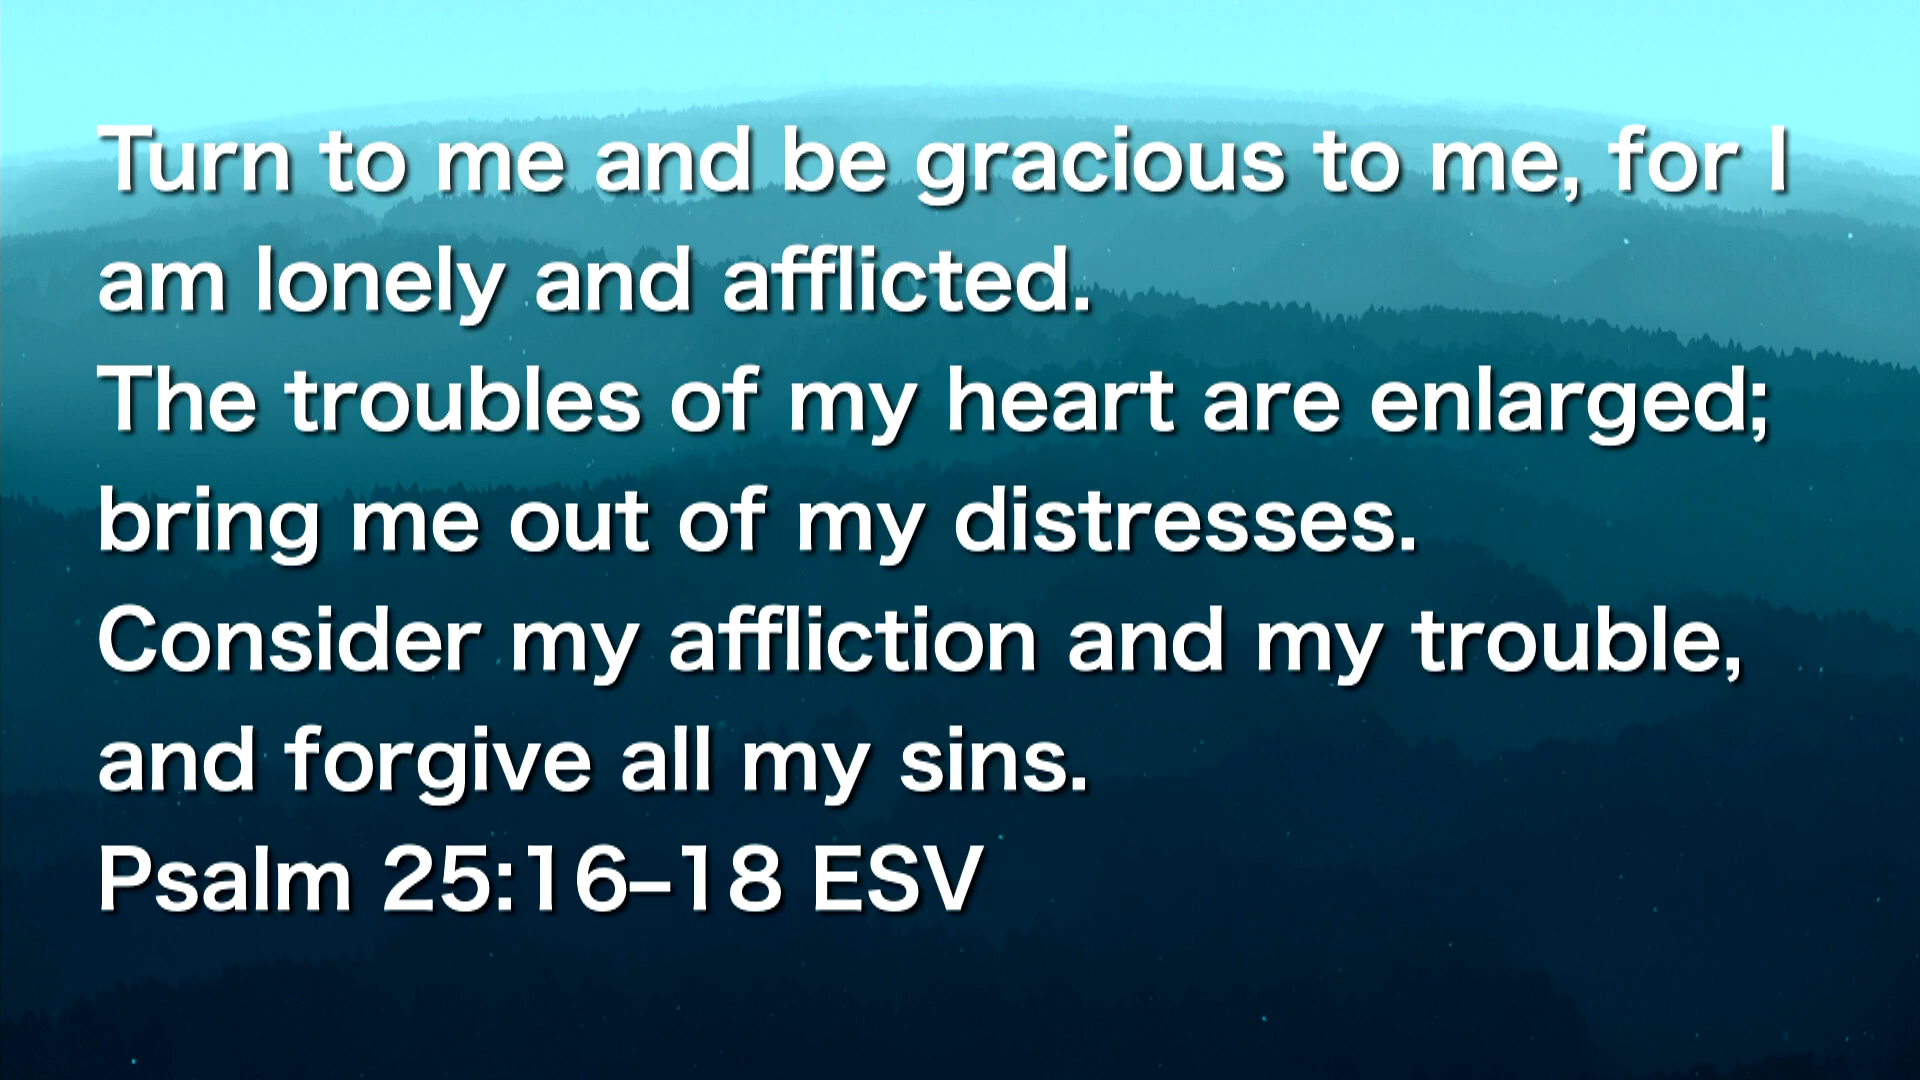 Turn to me and be gracious to me, for I
am lonely and afflicted.
The troubles of my heart are enlarged;
bring me out of my distresses.
Consider my affliction and my trouble,
and forgive all my sins.
Psalm 25:16–18 ESV